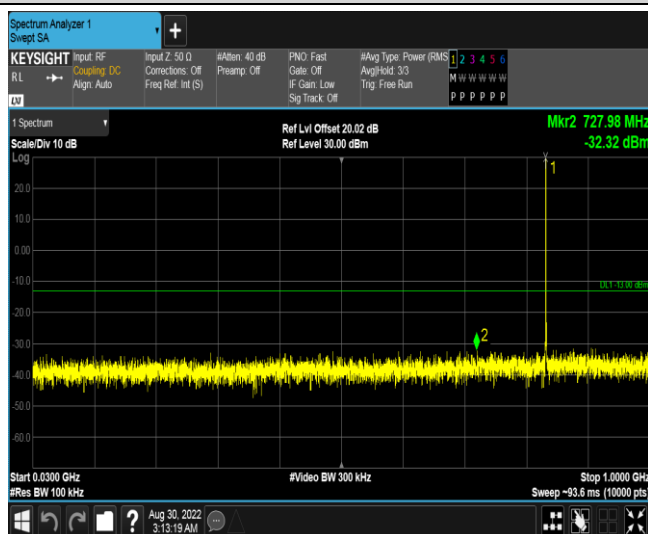 Spectrum Analyzer 1
Swept SA
KEYSIGHT
RL
LXI
Input: RF
Coupling: DC
Align: Auto
Input Z: 50 Ω
Corrections: Off
Freq Ref: Int (S)
#Atten: 40 dB
Preamp: Off
PNO: Fast
Gate: Off
IF Gain: Low
Sig Track: Off
#Avg Type: Power (RMS
Avg|Hold: 3/3
Trig: Free Run
1 2 3 4 5 6
M W W W W W
P P P P P P
1 Spectrum
Ref Lvl Offset 20.02 dB
Mkr2 727.98 MHz
Scale/Div 10 dB
Ref Level 30.00 dBm
-32.32 dBm
Log
1
20.0
10.0
0.00
-10.0
DL1 -13.00 dBm
-20.0
-30.0
2
-40.0
-50.0
-60.0
Start 0.0300 GHz
#Video BW 300 kHz
Stop 1.0000 GHz
#Res BW 100 kHz
Sweep ~93.6 ms (10000 pts)
?
Aug 30, 2022
3:13:19 AM